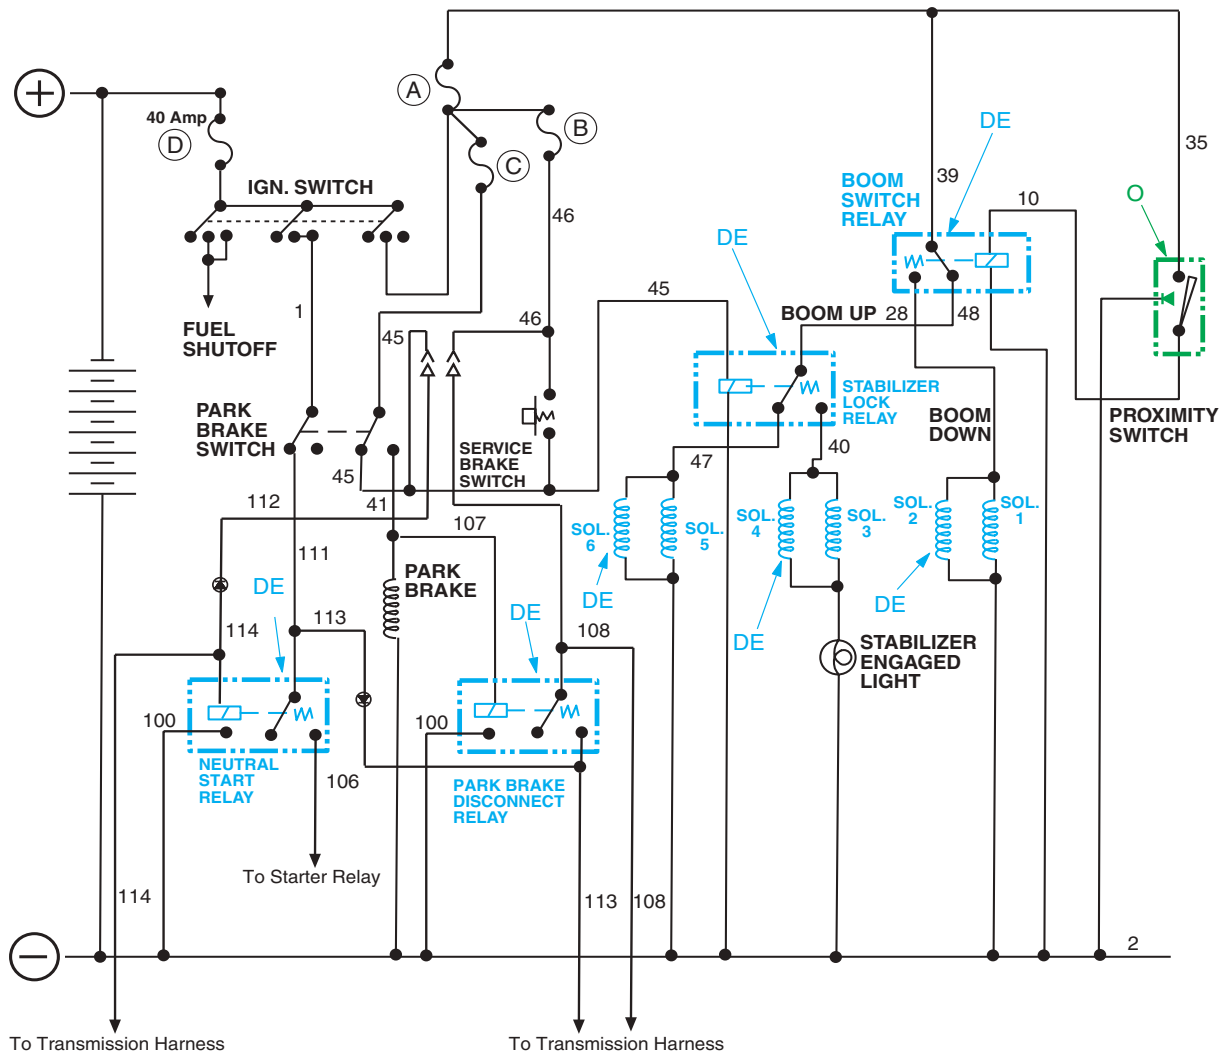 +
40 Amp
D
A
B
C
IGN. SWITCH
DE
35
39
BOOM
SWITCH
RELAY
10
O
46
DE
1
45
BOOM UP
28
48
FUEL
SHUTOFF
45
46
STABILIZER
LOCK
RELAY
PARK
BRAKE
SWITCH
BOOM
DOWN
PROXIMITY
SWITCH
SERVICE
BRAKE
SWITCH
45
47
40
112
41
107
111
SOL.
6
SOL.
5
SOL.
4
SOL.
3
SOL.
2
SOL.
1
PARK
BRAKE
DE
DE
DE
DE
DE
114
113
108
STABILIZER
ENGAGED
LIGHT
100
100
NEUTRAL
START
RELAY
106
PARK BRAKE
DISCONNECT
RELAY
To Starter Relay
114
113
108
2
−
To Transmission Harness
To Transmission Harness